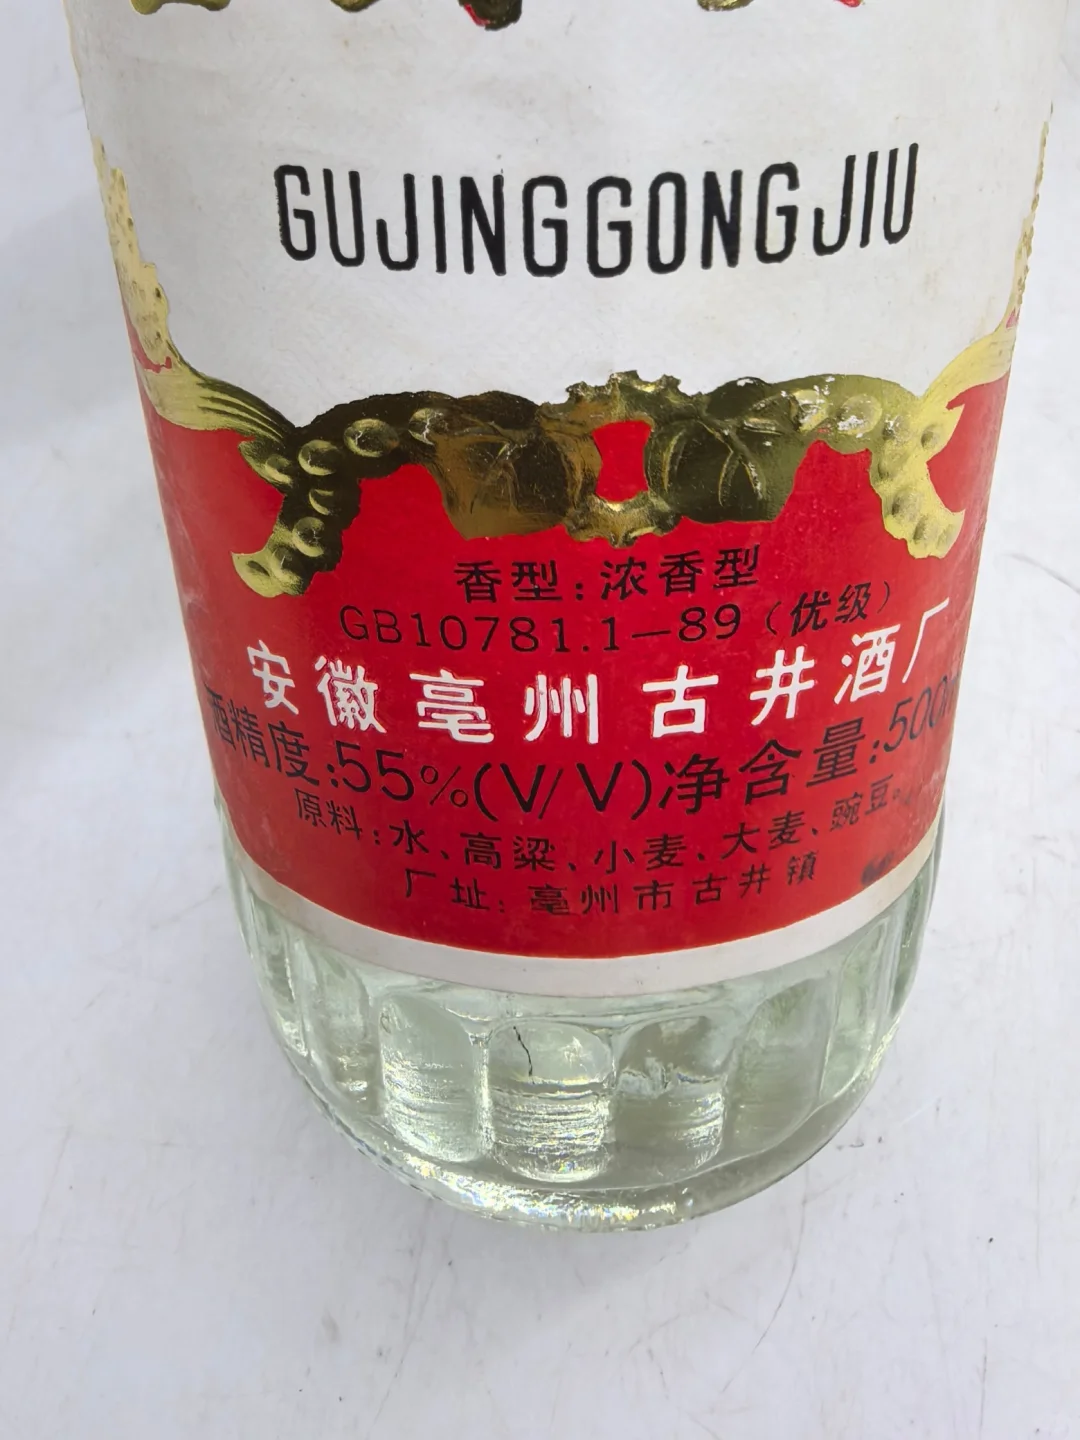 GUJINGGONGJIU
香型:浓香型
GB10781.1—89(优级)
安徽亳州古井酒厂
酒精度:55%(V/V)净含量:500m
原料:水、高粱、小麦、大麦、豌豆。
厂址:亳州市古井镇